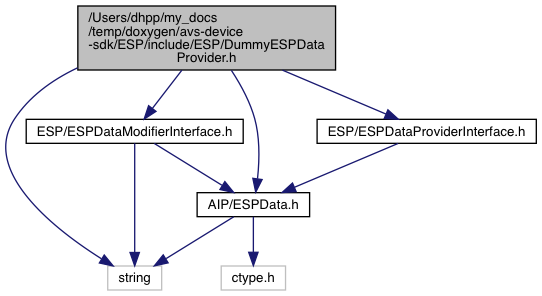 /Users/dhpp/my_docs
/temp/doxygen/avs-device
-sdk/ESP/include/ESP/DummyESPData
Provider.h
ESP/ESPDataModifierInterface.h
ESP/ESPDataProviderInterface.h
AIP/ESPData.h
string
ctype.h